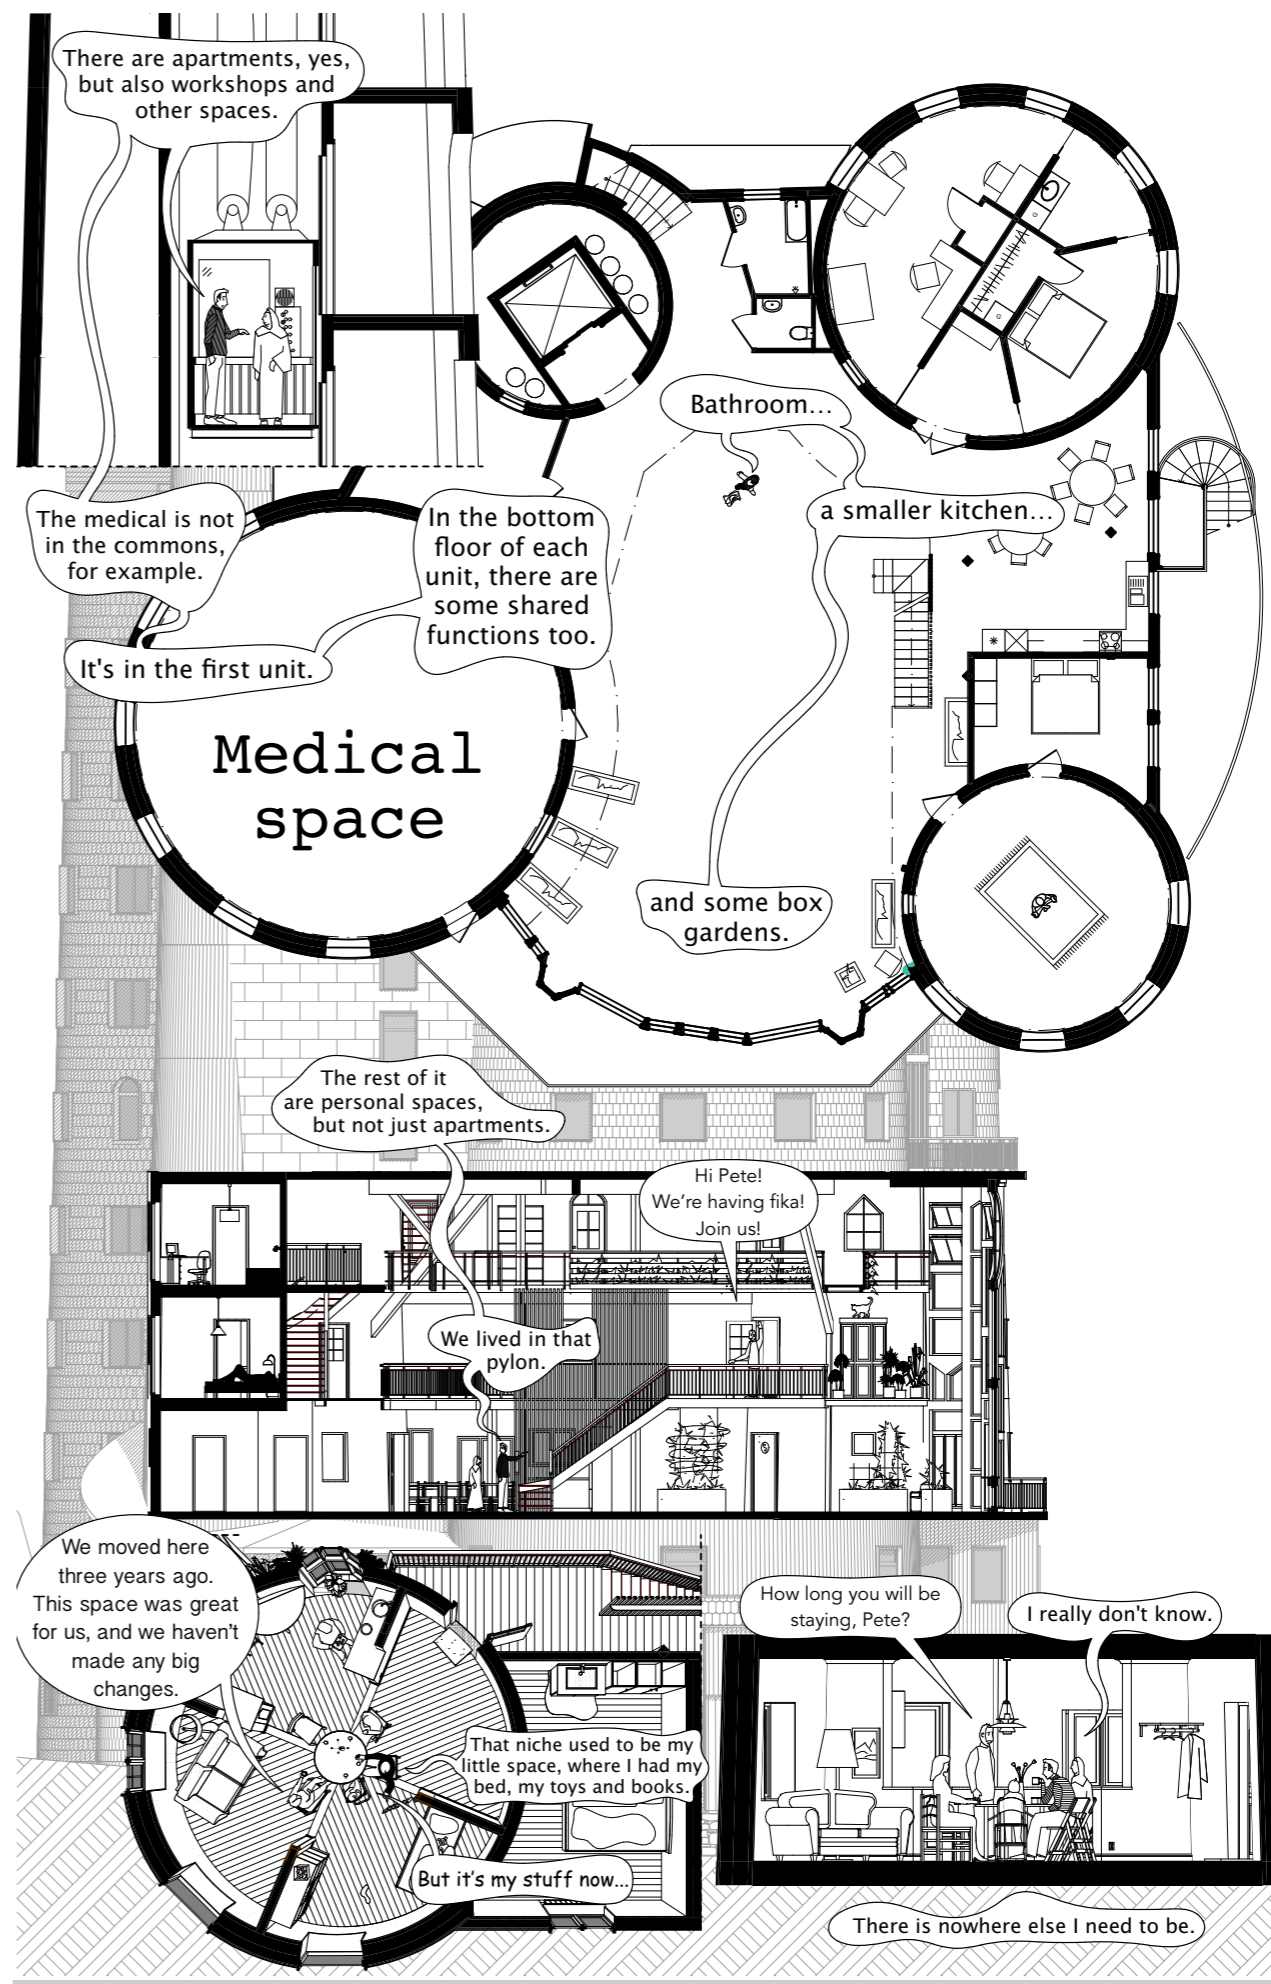 There are apartments, yes,
but also workshops and
other spaces.
The medical is not
in the commons,
for example.
It's in the first unit.
In the bottom
floor of each
unit, there are
some shared
functions too.
Medical
space
Bathroom...
a smaller kitchen...
and some box
gardens.
The rest of it
are personal spaces,
but not just apartments.
We lived in that
pylon.
Hi Pete!
We're having fika!
Join us!
We moved here
three years ago.
This space was great
for us, and we haven't
made any big
changes.
That niche used to be my
little space, where I had my
bed, my toys and books.
But it's my stuff now...
How long you will be
staying, Pete?
I really don't know.
There is nowhere else I need to be.